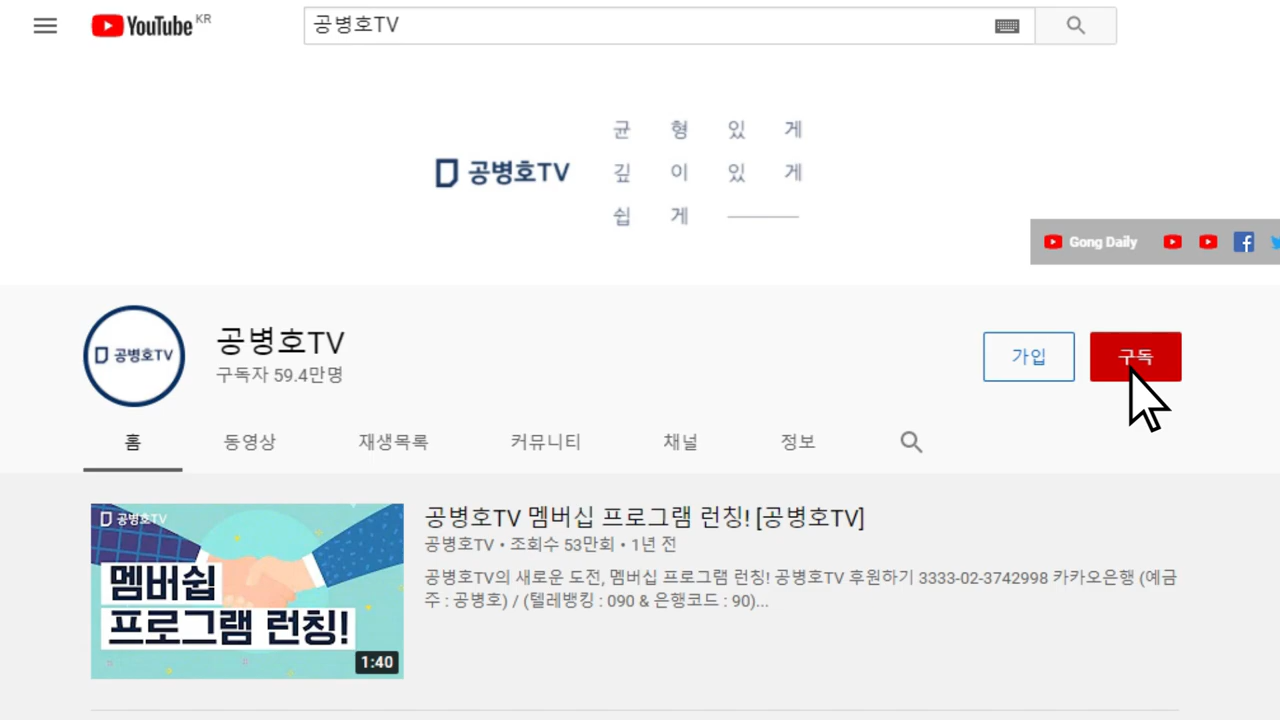 YouTube KR
공병호TV
균 형 있 게
공병호TV
깊 이 있 게
쉽 게
Gong Daily
공병호TV
공병호TV
구독자 59.4만명
가입
구독
홈 동영상 재생목록 커뮤니티 채널 정보
공병호TV
멤버쉽
프로그램 런칭!
1:40
공병호TV 멤버십 프로그램 런칭! [공병호TV]
공병호TV • 조회수 53만회 • 1년 전
공병호TV의 새로운 도전, 멤버십 프로그램 런칭! 공병호TV 후원하기 3333-02-3742998 카카오은행 (예금
주 : 공병호) / (텔레뱅킹 : 090 & 은행코드 : 90)...